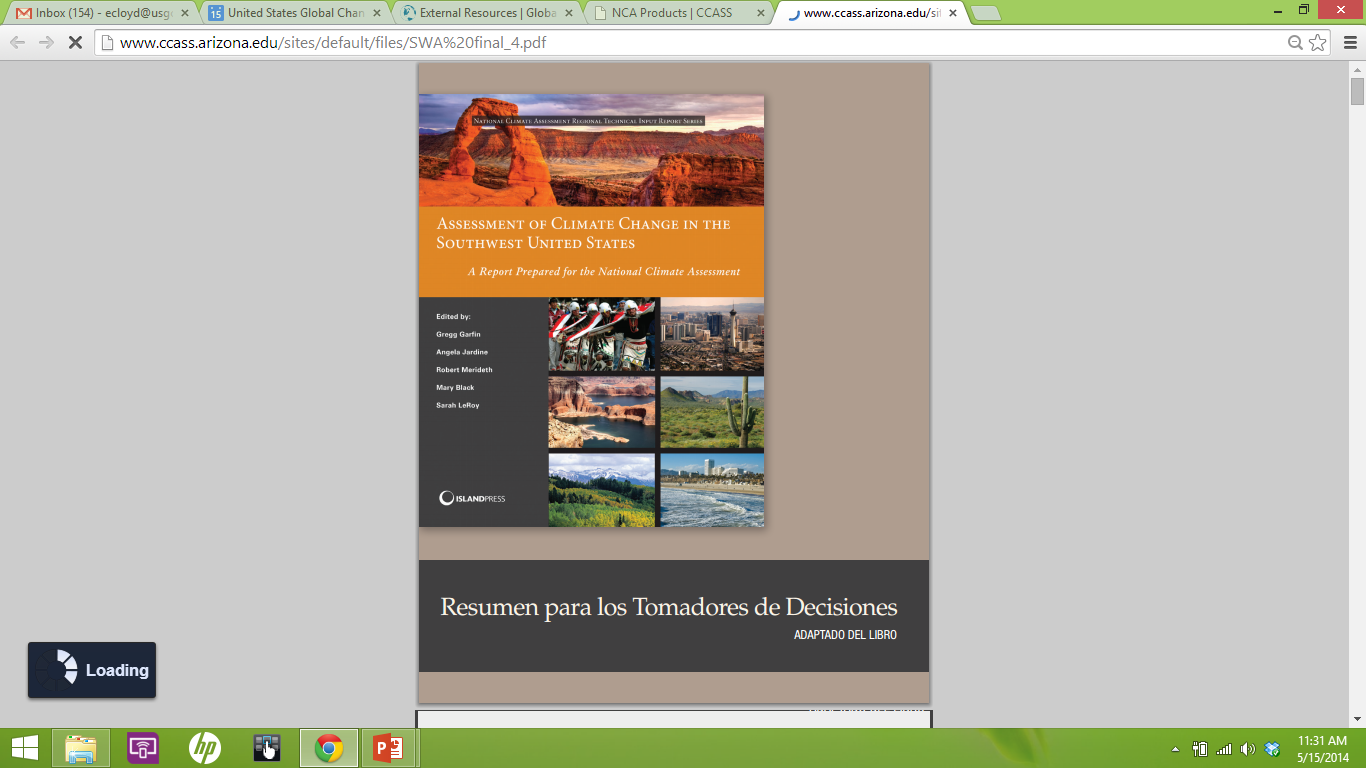 Inbox (154) - ecloyd@usg
15
United States Global Chan
External Resources | Globa
NCA Products | CCASS
www.ccass.arizona.edu/sit
www.ccass.arizona.edu/sites/default/files/SWA%20final_4.pdf
National Climate Assessment Regional Technical Input Report Series
Assessment of Climate Change in the
Southwest United States
A Report Prepared for the National Climate Assessment
Edited by:
Gregg Garfin
Angela Jardine
Robert Merideth
Mary Black
Sarah LeRoy
ISLANDPRESS
Resumen para los Tomadores de Decisiones
ADAPTADO DEL LIBRO
Loading
hp
P
11:31 AM
5/15/2014